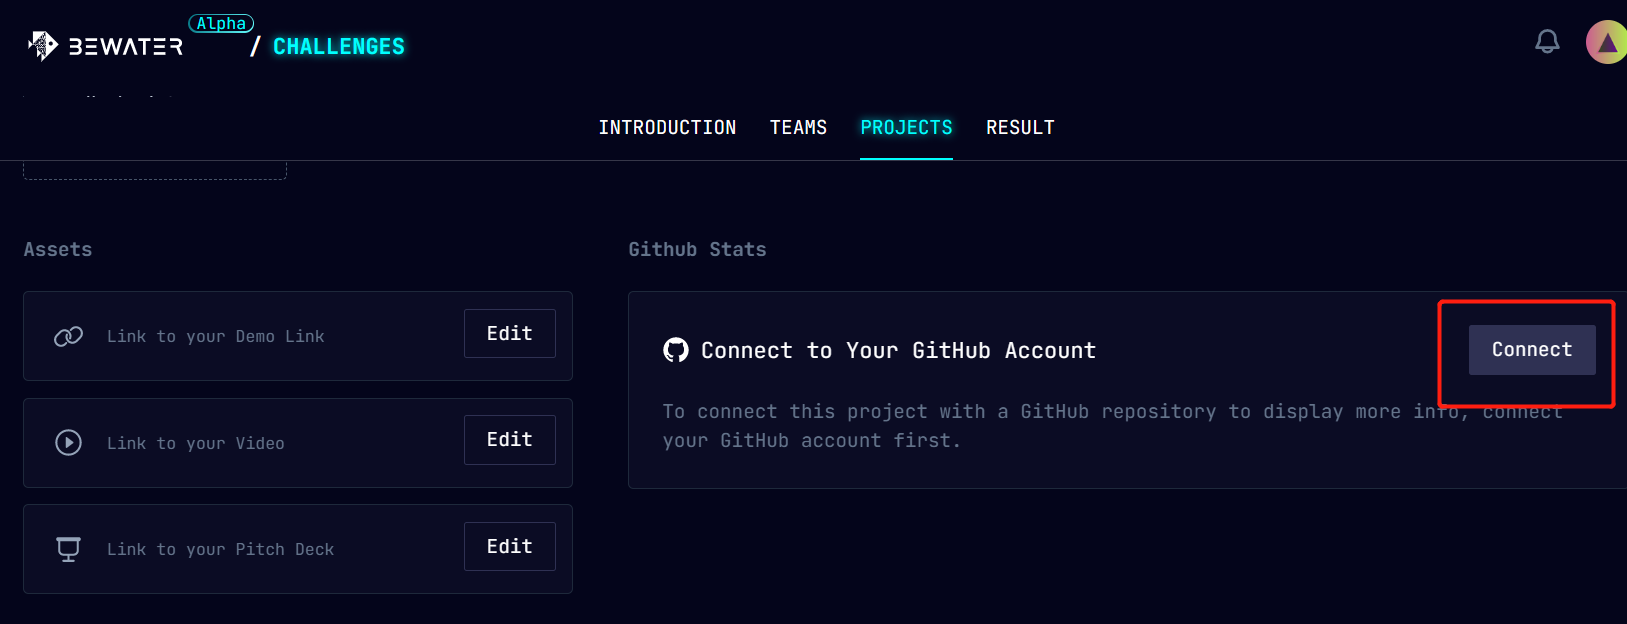 Alpha
BEWATER / CHALLENGES
INTRODUCTION TEAMS PROJECTS RESULT
Assets
Link to your Demo Link Edit
Link to your Video Edit
Link to your Pitch Deck Edit
Github Stats
Connect to Your GitHub Account Connect
To connect this project with a GitHub repository to display more info, connect
your GitHub account first.